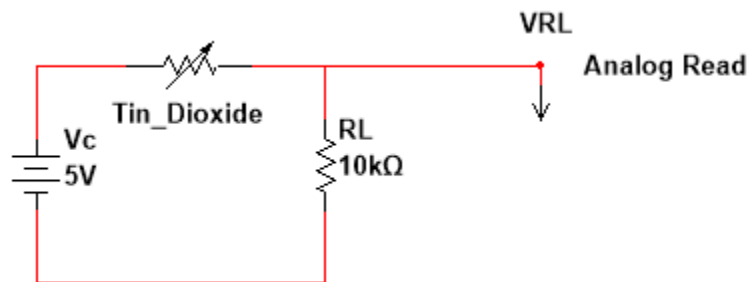 VRL
Analog Read
Tin_Dioxide
Vc
5V
RL
10kΩ